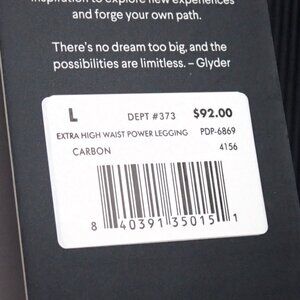 inspiration to explore new experiences
and forge your own path.
There's no dream too big, and the
possibilities are limitless. – Glyder
L DEPT #373 $92.00
EXTRA HIGH WAIST POWER LEGGING PDP-6869
CARBON 4156
8 40391 35015 1